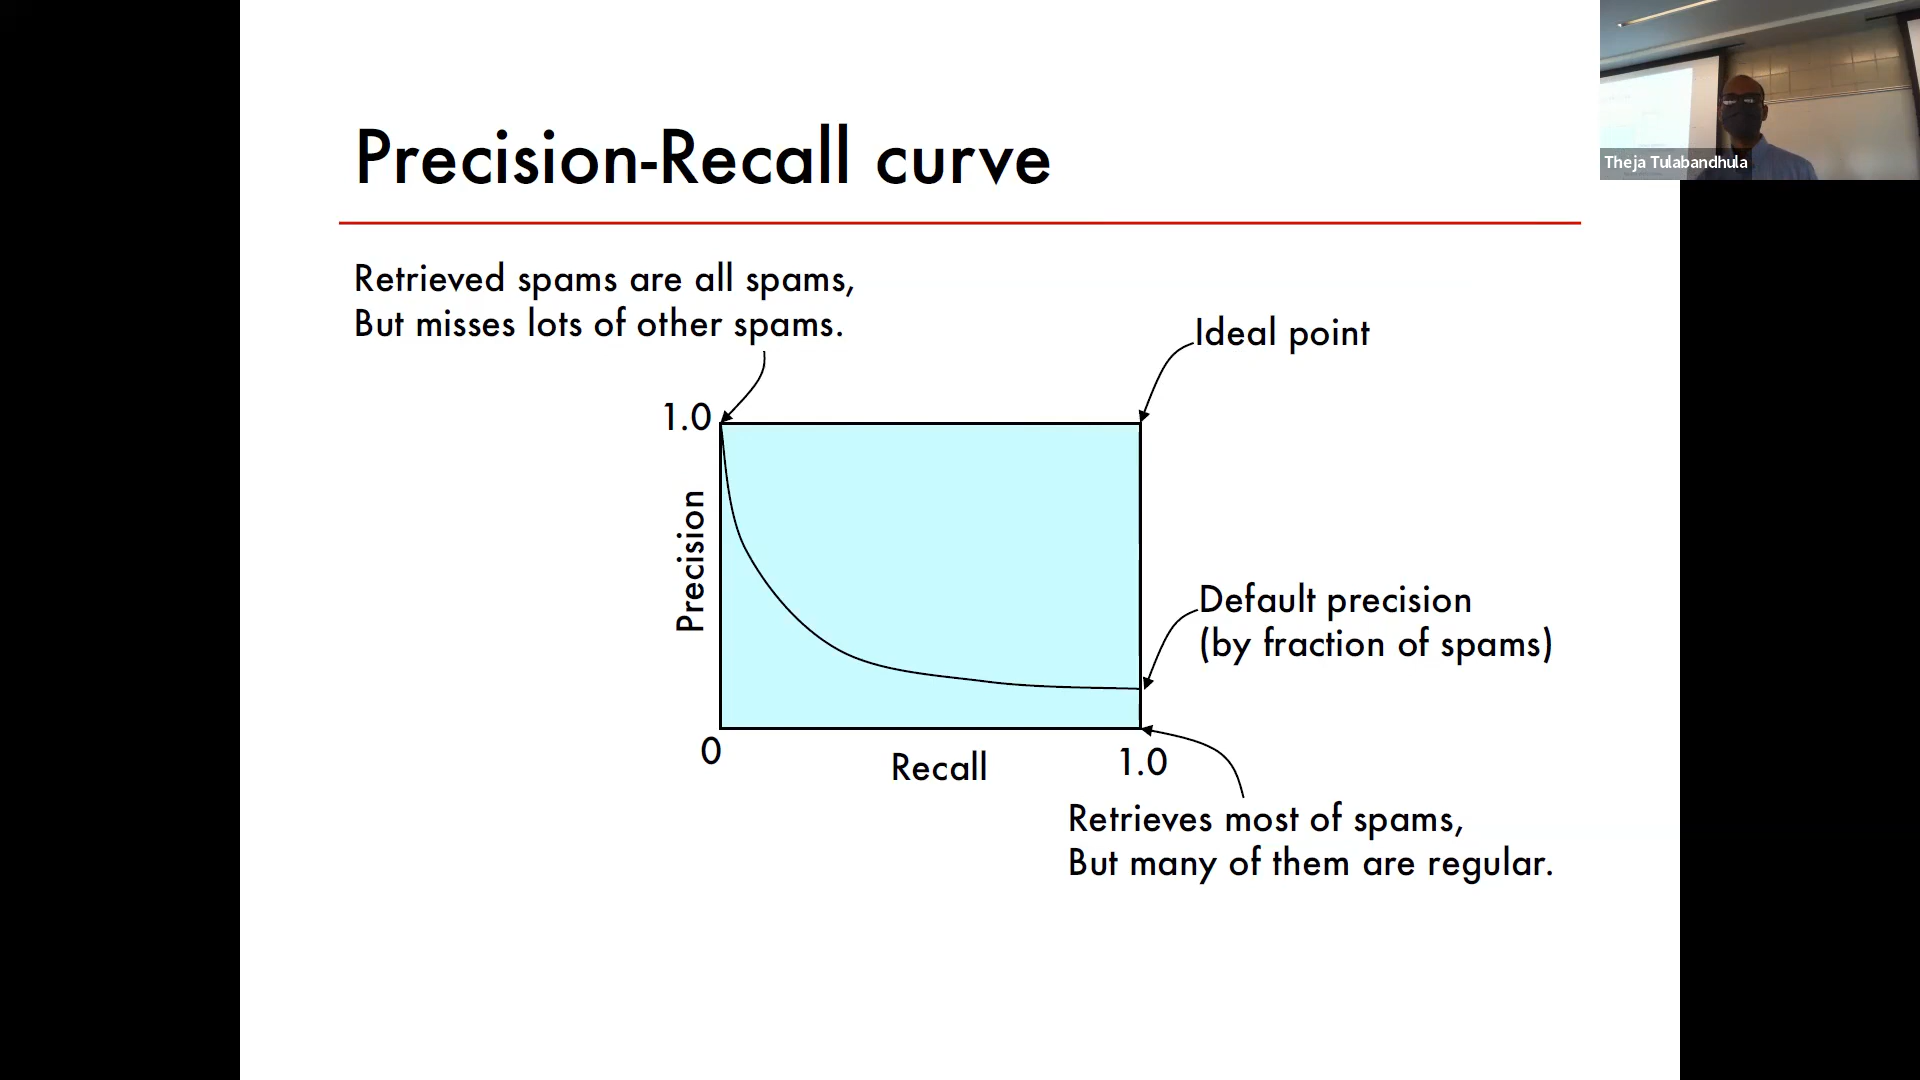 Precision-Recall curve
Theja Tulabandhula
Retrieved spams are all spams,
But misses lots of other spams.
Ideal point
1.0
Precision
Default precision
(by fraction of spams)
0
Recall
1.0
Retrieves most of spams,
But many of them are regular.